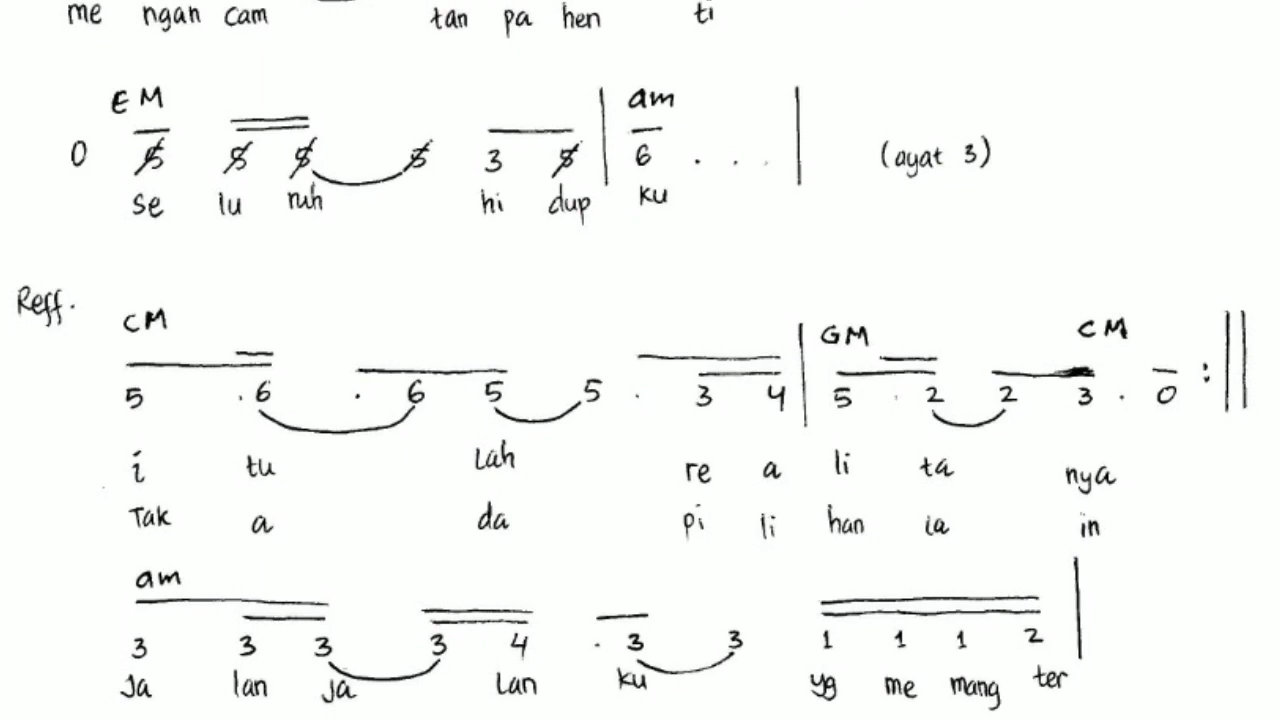 me ngan cam tan pa hen ti
EM am
0 5̸ 5̸ 5̸ 5̸ 3 5̸ | 6 . . . | (ayat 3)
se lu ruh hi dup ku
Reff.
CM GM CM
5 . 6 . 6 5 5 . 3 4 | 5 . 2 2 3 . 0 :||
i tu lah re a li ta nya
Tak a da pi li han la in
am
3 3 3 3 4 . 3 3 1 1 1 2 |
Ja lan ja lan ku yg me mang ter